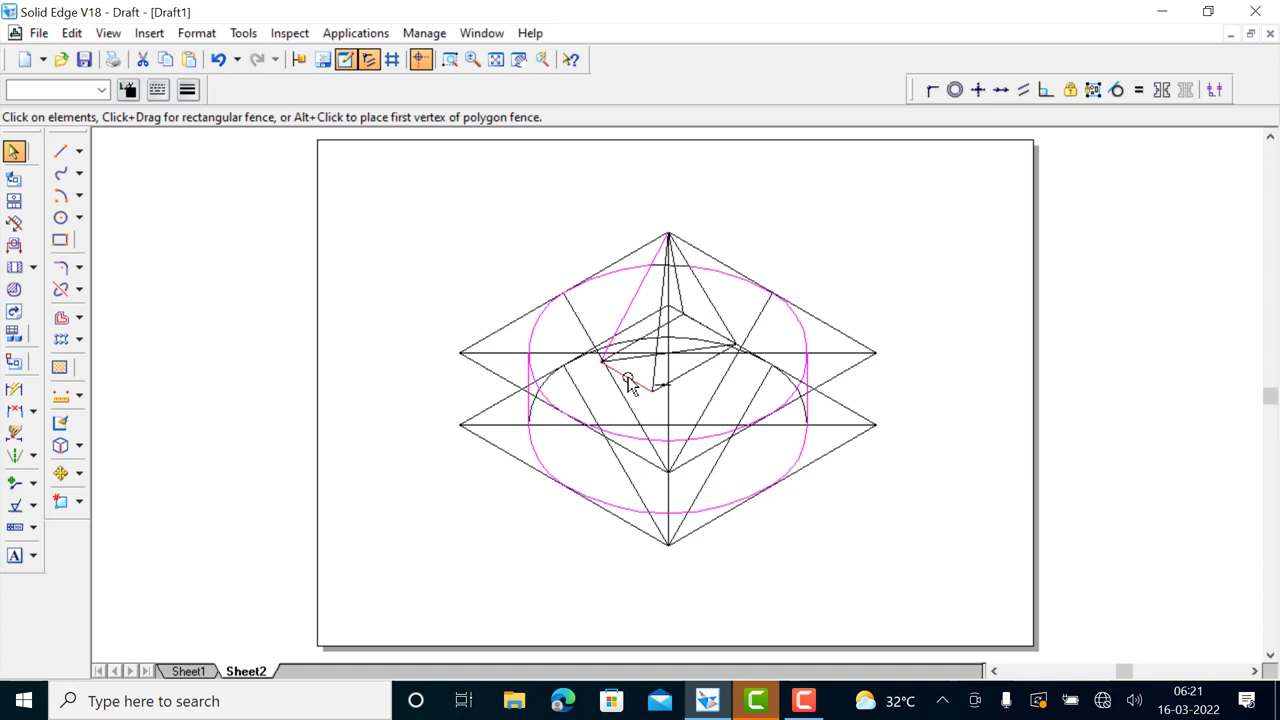 Solid Edge V18 - Draft - [Draft1]
File Edit View Insert Format Tools Inspect Applications Manage Window Help
Click on elements, Click+Drag for rectangular fence, or Alt+Click to place first vertex of polygon fence.
A
Sheet1 Sheet2
Type here to search
32°C
06:21
16-03-2022